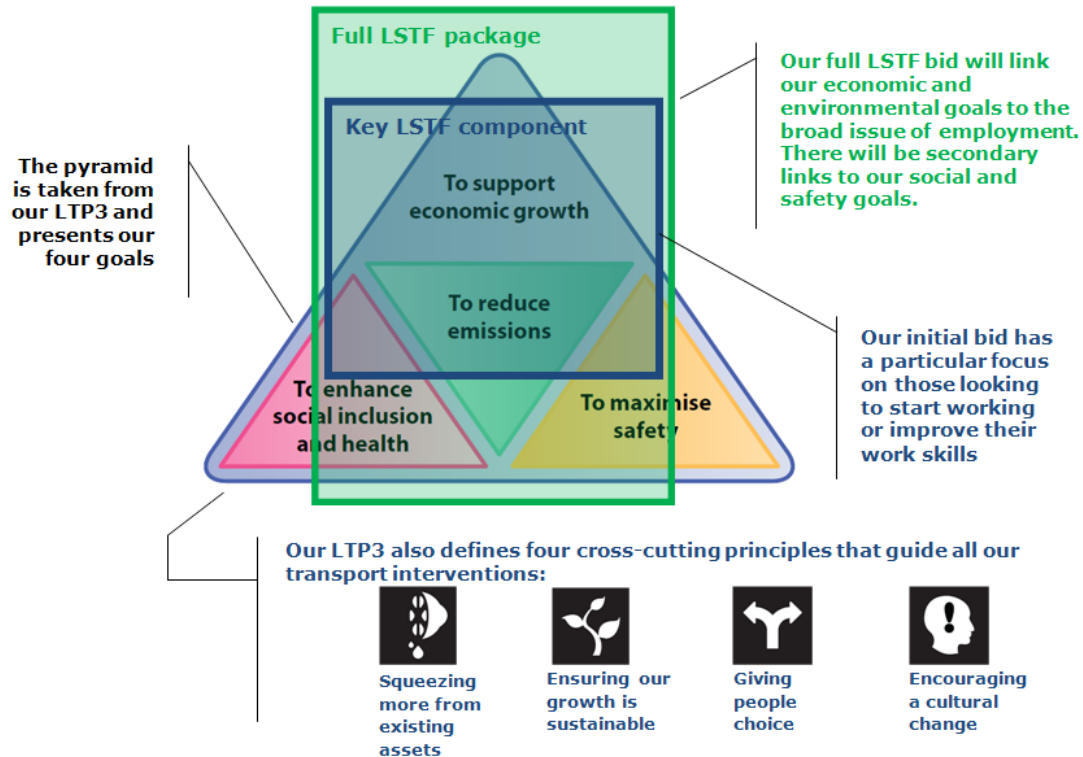 Full LSTF package
Key LSTF component
To support
economic growth
To reduce
emissions
To enhance
social inclusion
and health
To maximise
safety
The pyramid
is taken from
our LTP3 and
presents our
four goals
Our full LSTF bid will link
our economic and
environmental goals to the
broad issue of employment.
There will be secondary
links to our social and
safety goals.
Our initial bid has
a particular focus
on those looking
to start working
or improve their
work skills
Our LTP3 also defines four cross-cutting principles that guide all our
transport interventions:
Squeezing
more from
existing
assets
Ensuring our
growth is
sustainable
Giving
people
choice
Encouraging
a cultural
change